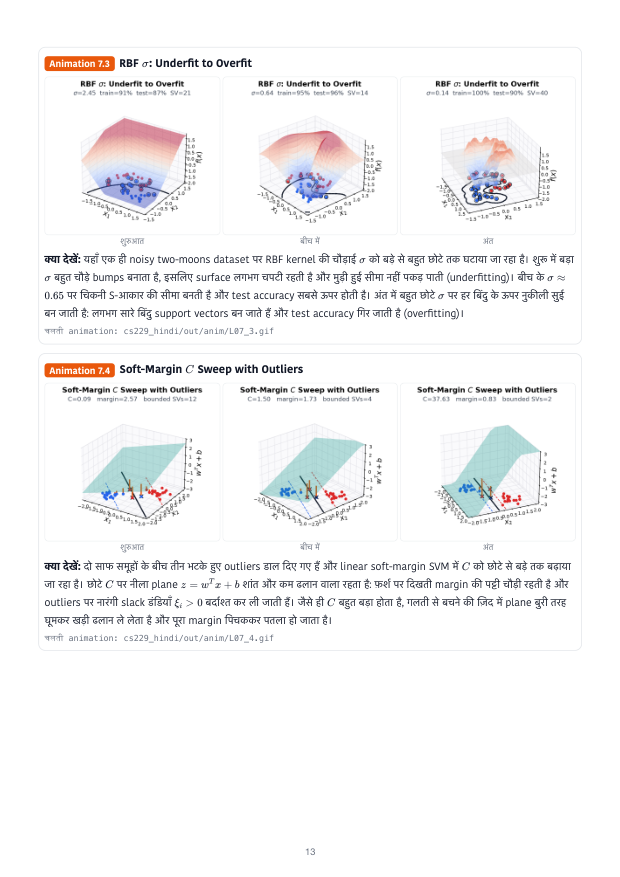 Animation 7.3 RBF σ: Underfit to Overfit
RBF σ: Underfit to Overfit
σ=2.45 train=91% test=87% SV=21
RBF σ: Underfit to Overfit
σ=0.64 train=95% test=96% SV=14
RBF σ: Underfit to Overfit
σ=0.14 train=100% test=90% SV=40
शुरुआत
बीच में
अंत
क्या देखें: यहाँ एक ही noisy two-moons dataset पर RBF kernel की चौड़ाई σ को बड़े से बहुत छोटे तक घटाया जा रहा है। शुरू में बड़ा
σ बहुत चौड़े bumps बनाता है, इसलिए surface लगभग चपटी रहती है और मुड़ी हुई सीमा नहीं पकड़ पाती (underfitting)। बीच के σ ≈
0.65 पर चिकनी S-आकार की सीमा बनती है और test accuracy सबसे ऊपर होती है। अंत में बहुत छोटे σ पर हर बिंदु के ऊपर नुकीली सुई
बन जाती है: लगभग सारे बिंदु support vectors बन जाते हैं और test accuracy गिर जाती है (overfitting)।
चलती animation: cs229_hindi/out/anim/L07_3.gif
Animation 7.4 Soft-Margin C Sweep with Outliers
Soft-Margin C Sweep with Outliers
C=0.09 margin=2.57 bounded SVs=12
Soft-Margin C Sweep with Outliers
C=1.50 margin=1.73 bounded SVs=4
Soft-Margin C Sweep with Outliers
C=37.63 margin=0.83 bounded SVs=2
शुरुआत
बीच में
अंत
क्या देखें: दो साफ समूहों के बीच तीन भटके हुए outliers डाल दिए गए हैं और linear soft-margin SVM में C को छोटे से बड़े तक बढ़ाया
जा रहा है। छोटे C पर नीला plane z = wᵀx + b शांत और कम ढलान वाला रहता है: फ़र्श पर दिखती margin की पट्टी चौड़ी रहती है और
outliers पर नारंगी slack डंडियाँ ξᵢ > 0 बर्दाश्त कर ली जाती हैं। जैसे ही C बहुत बड़ा होता है, गलती से बचने की ज़िद में plane बुरी तरह
घूमकर खड़ी ढलान ले लेता है और पूरा margin पिचककर पतला हो जाता है।
चलती animation: cs229_hindi/out/anim/L07_4.gif
13